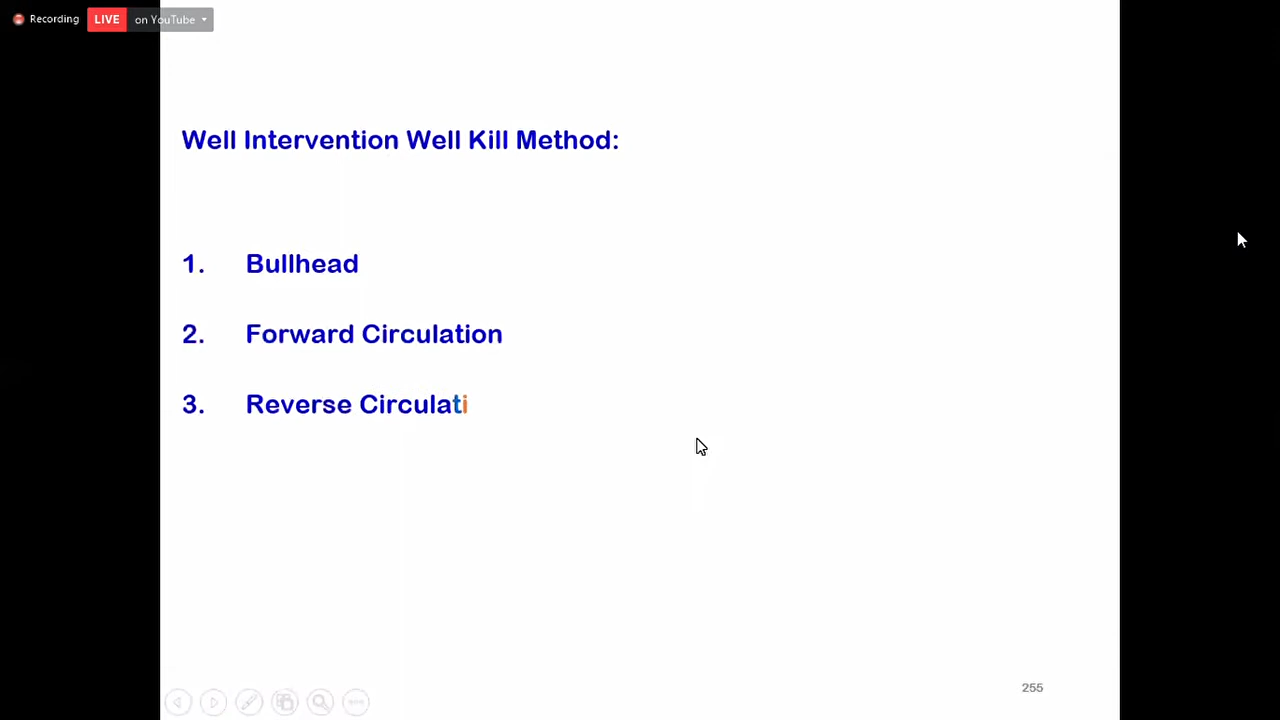 Recording LIVE on YouTube
Well Intervention Well Kill Method:
1. Bullhead
2. Forward Circulation
3. Reverse Circulati
255